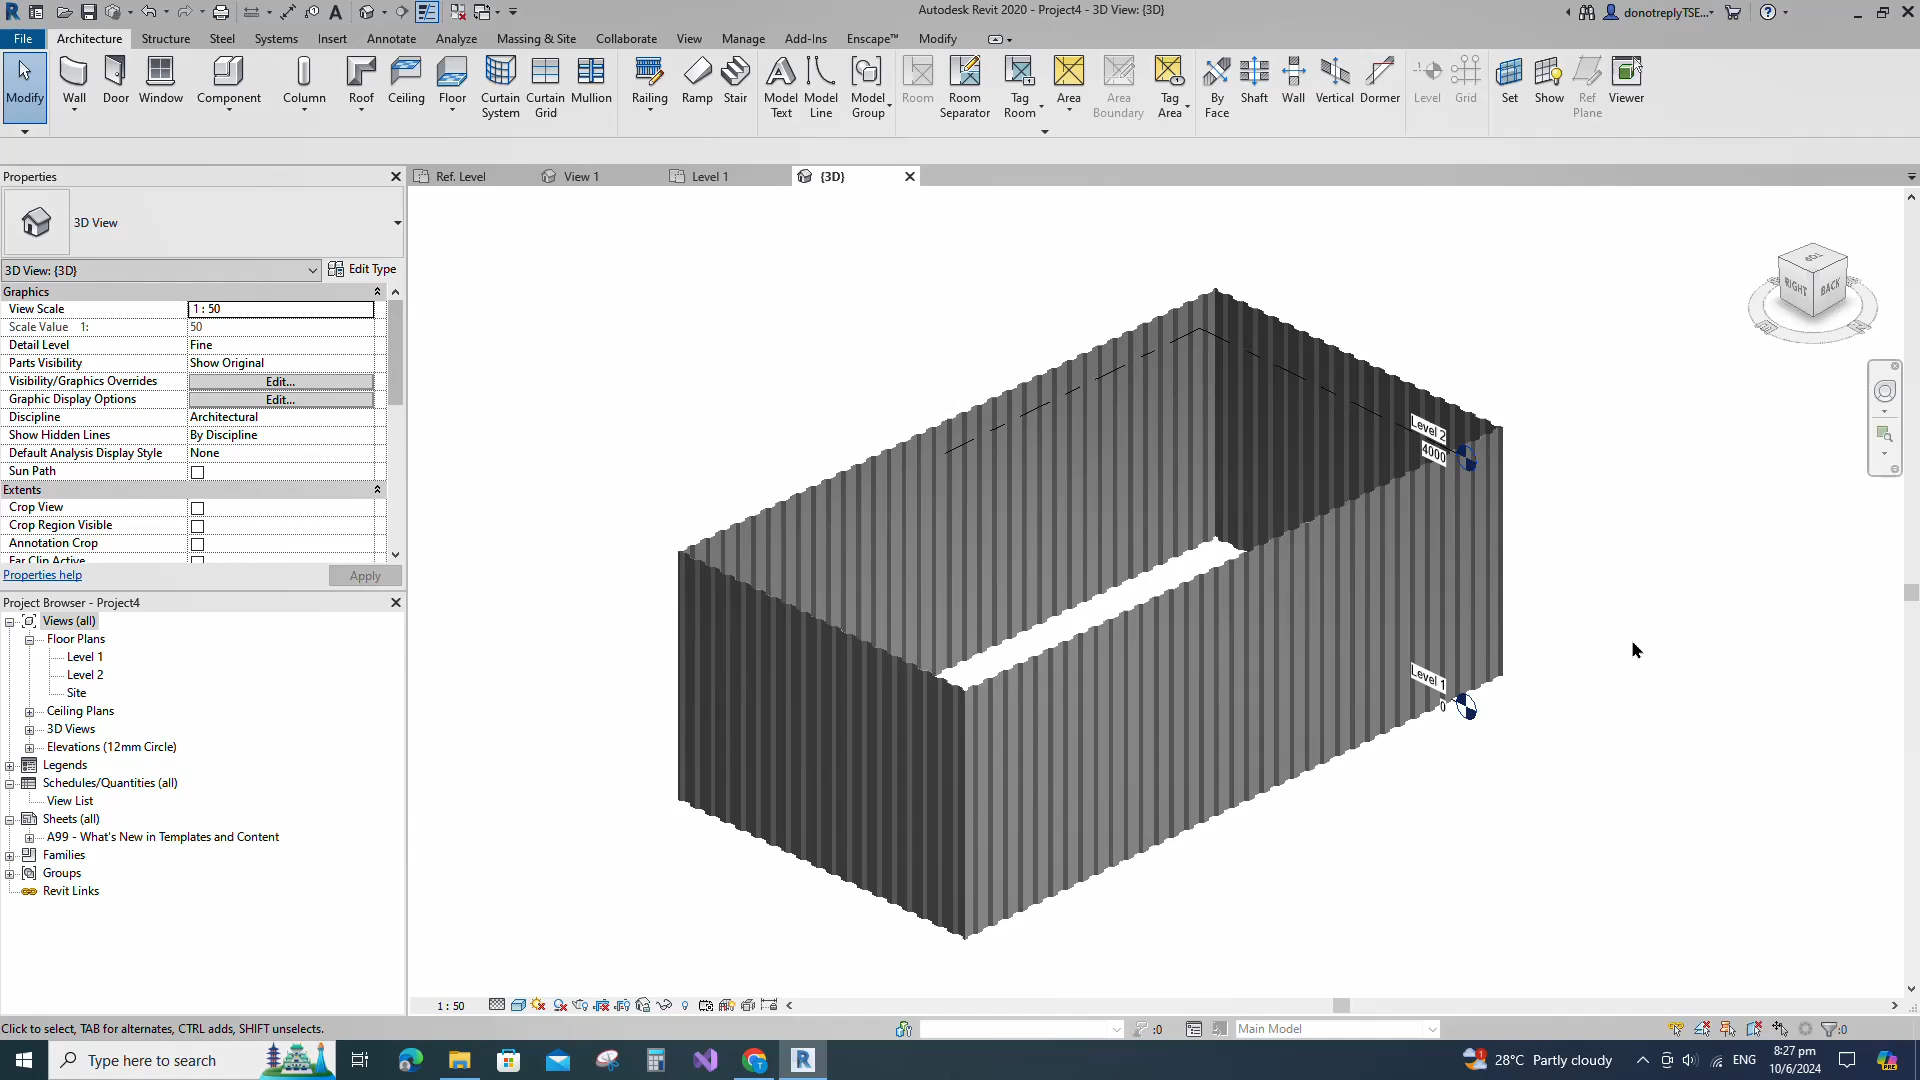 Autodesk Revit 2020 - Project4 - 3D View: {3D}
donotreplyTSE...
File Architecture Structure Steel Systems Insert Annotate Analyze Massing & Site Collaborate View Manage Add-Ins Enscape™ Modify
Modify Wall Door Window Component Column Roof Ceiling Floor Curtain System Curtain Grid Mullion Railing Ramp Stair Model Text Model Line Model Group Room Room Separator Tag Room Area Area Boundary Tag Area By Face Shaft Wall Vertical Dormer Level Grid Set Show Ref Plane Viewer
Properties
Ref. Level View 1 Level 1 {3D}
3D View
3D View: {3D} Edit Type
Graphics
View Scale 1 : 50
Scale Value 1: 50
Detail Level Fine
Parts Visibility Show Original
Visibility/Graphics Overrides Edit...
Graphic Display Options Edit...
Discipline Architectural
Show Hidden Lines By Discipline
Default Analysis Display Style None
Sun Path
Extents
Crop View
Crop Region Visible
Annotation Crop
Far Clip Active
Properties help Apply
Project Browser - Project4
Views (all)
Floor Plans
Level 1
Level 2
Site
Ceiling Plans
3D Views
Elevations (12mm Circle)
Legends
Schedules/Quantities (all)
View List
Sheets (all)
A99 - What's New in Templates and Content
Families
Groups
Revit Links
TOP
RIGHT BACK
Level 2
4000
Level 1
0
1 : 50
Click to select, TAB for alternates, CTRL adds, SHIFT unselects.
:0 Main Model :0
Type here to search
28°C Partly cloudy
ENG
8:27 pm
10/6/2024